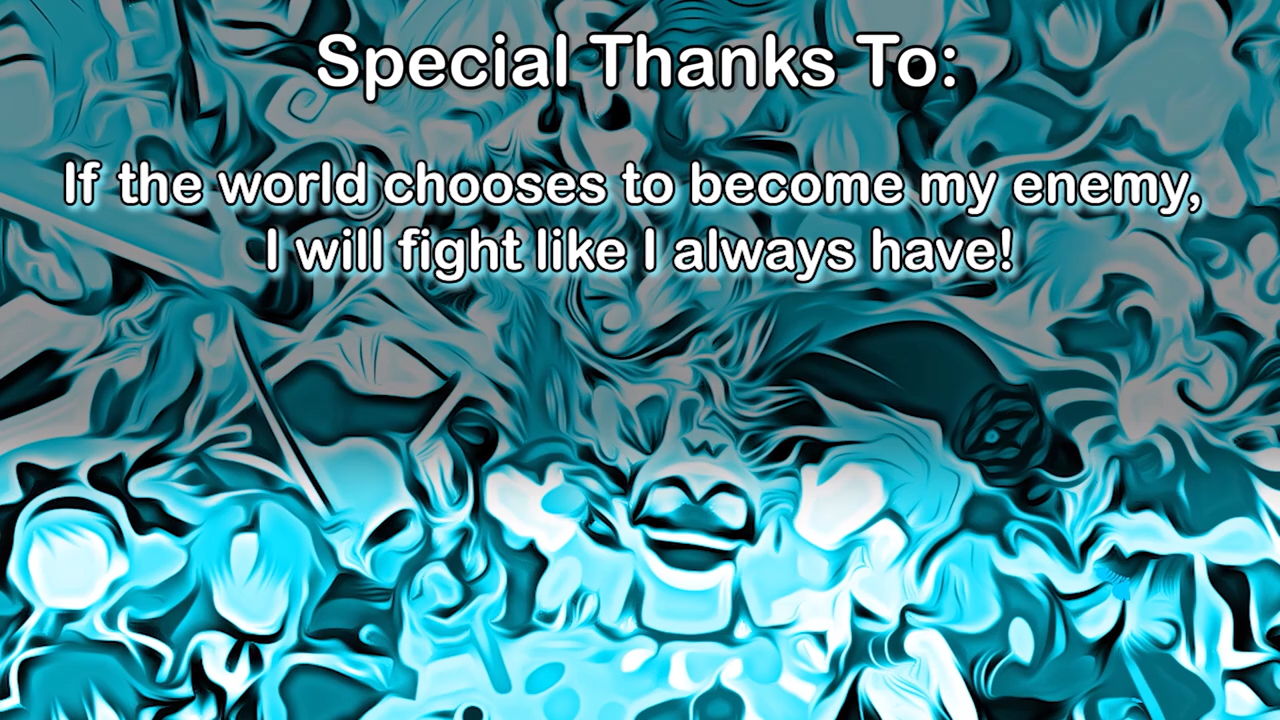 Special Thanks To:
If the world chooses to become my enemy,
I will fight like I always have!